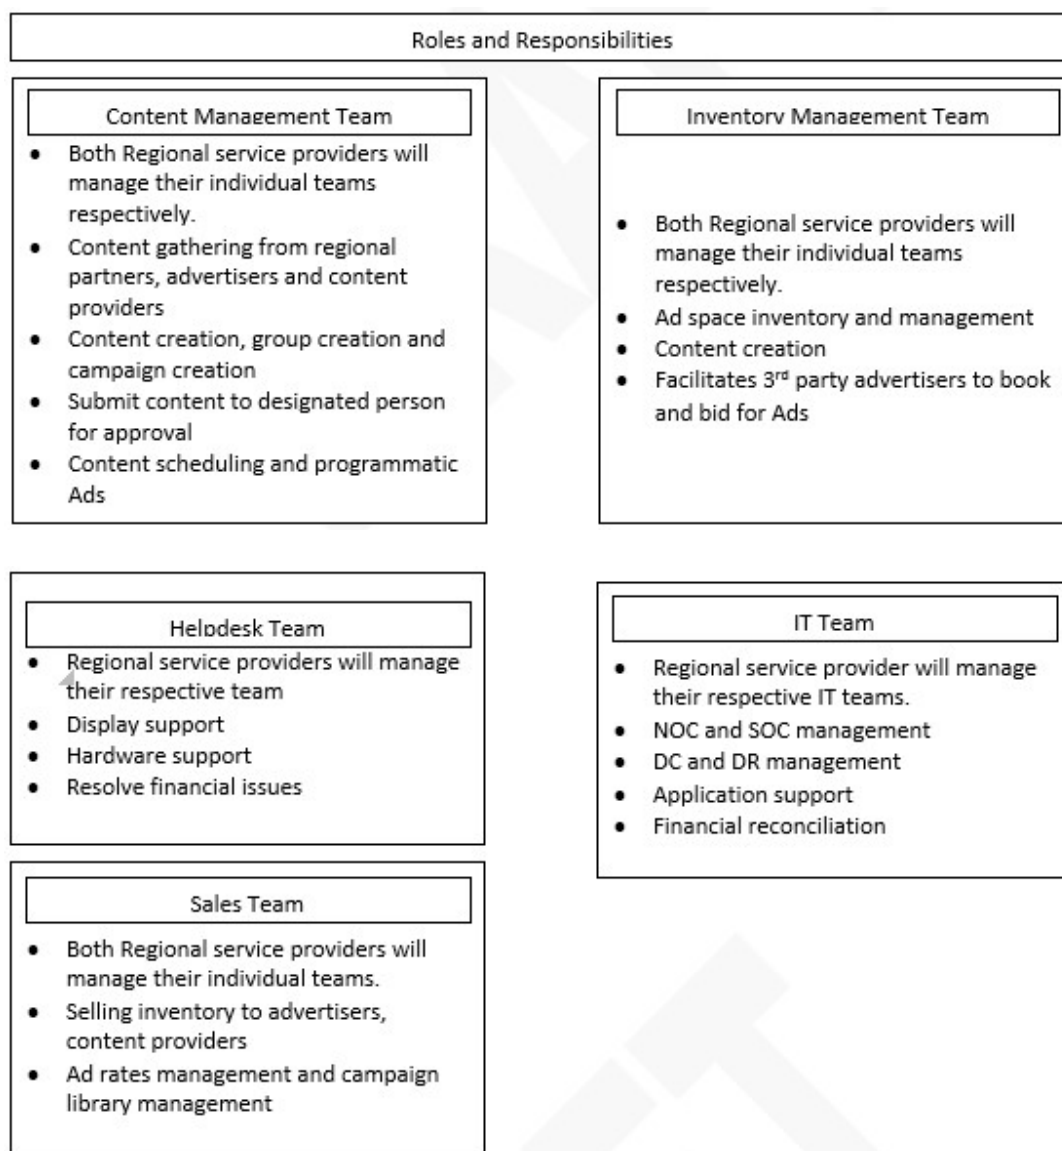 Roles and Responsibilities
Content Management Team
● Both Regional service providers will
manage their individual teams
respectively.
● Content gathering from regional
partners, advertisers and content
providers
● Content creation, group creation and
campaign creation
● Submit content to designated person
for approval
● Content scheduling and programmatic
Ads
Inventory Management Team
● Both Regional service providers will
manage their individual teams
respectively.
● Ad space inventory and management
● Content creation
● Facilitates 3rd party advertisers to book
and bid for Ads
Helpdesk Team
● Regional service providers will manage
their respective team
● Display support
● Hardware support
● Resolve financial issues
IT Team
● Regional service provider will manage
their respective IT teams.
● NOC and SOC management
● DC and DR management
● Application support
● Financial reconciliation
Sales Team
● Both Regional service providers will
manage their individual teams.
● Selling inventory to advertisers,
content providers
● Ad rates management and campaign
library management